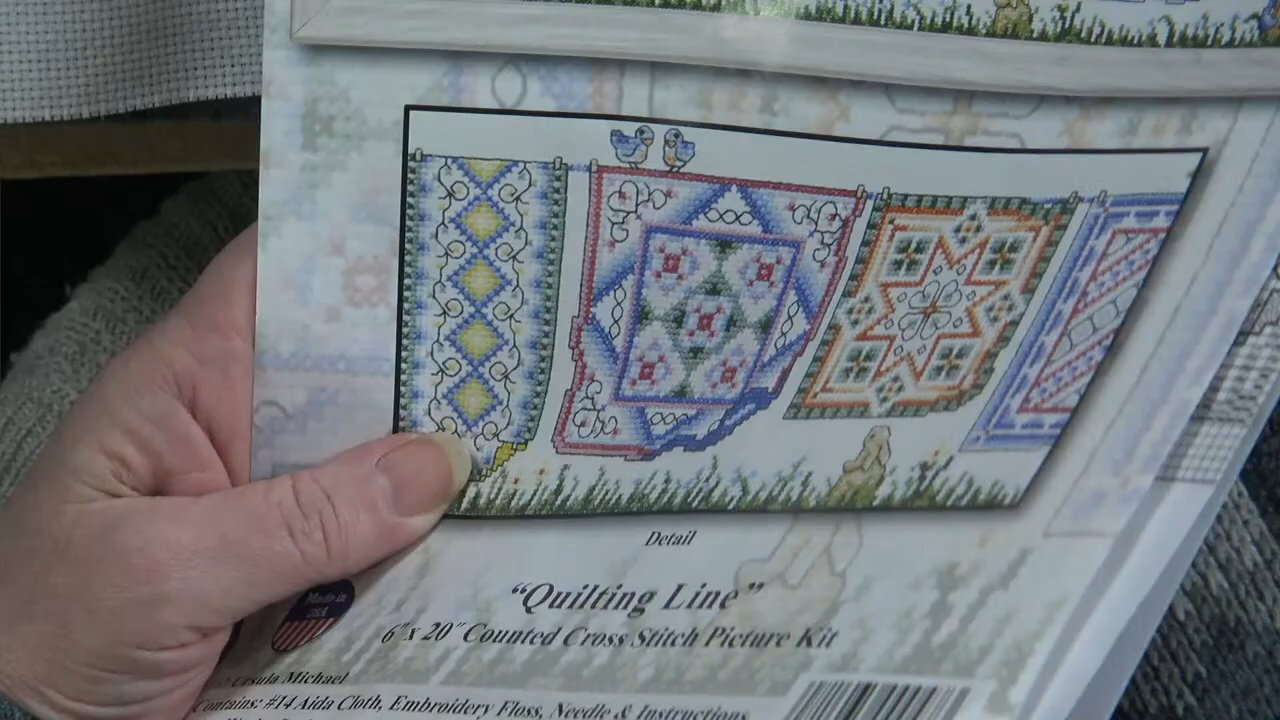 Detail
"Quilting Line"
6" x 20" Counted Cross Stitch Picture Kit
Made in
USA
Ursula Michael
Contains: #14 Aida Cloth, Embroidery Floss, Needle & Instructions